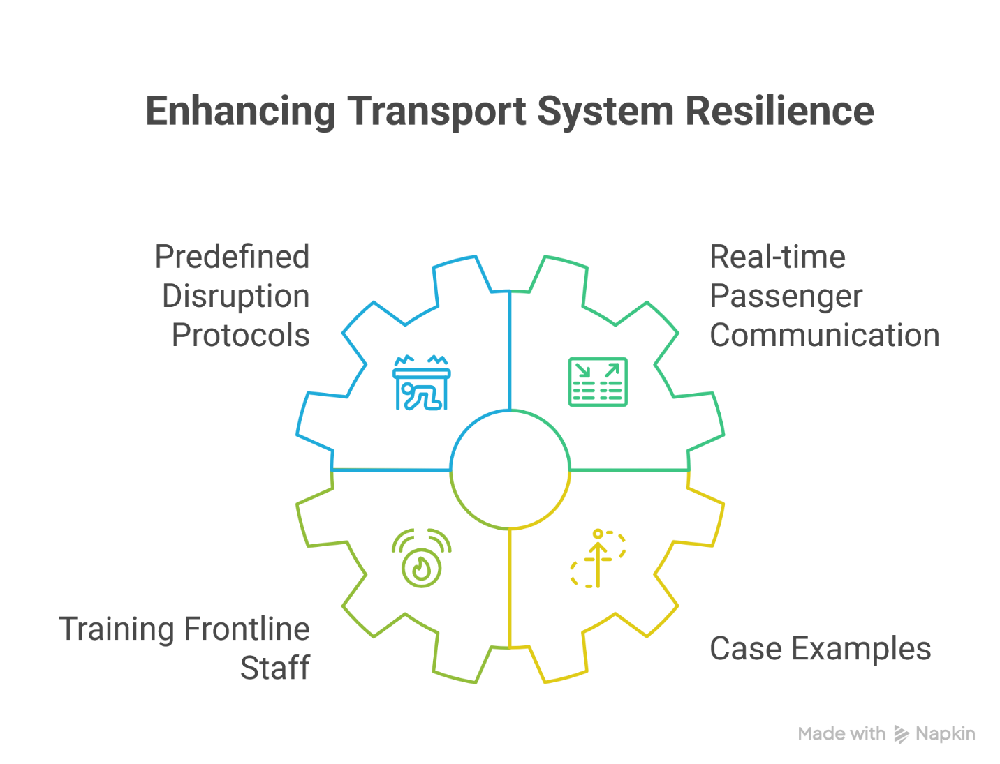 Enhancing Transport System Resilience
Predefined
Disruption
Protocols
Real-time
Passenger
Communication
Training Frontline
Staff
Case Examples
Made with Napkin